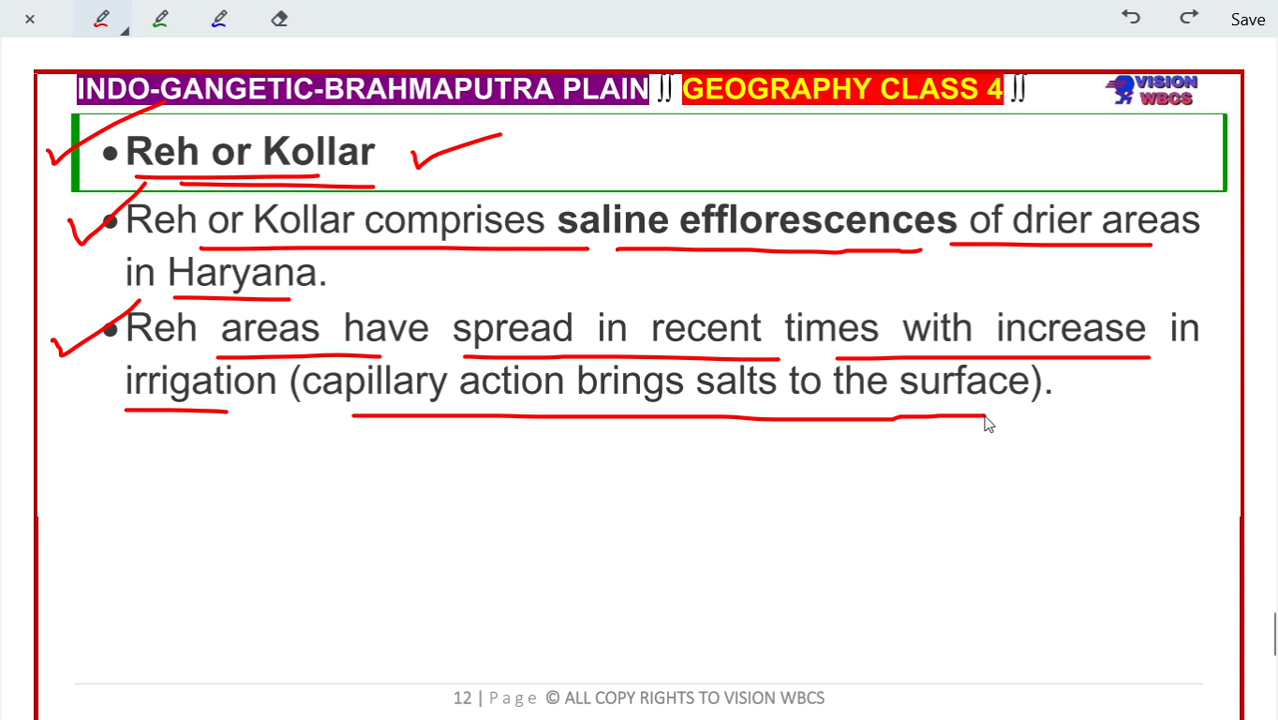 Save
INDO-GANGETIC-BRAHMAPUTRA PLAIN || GEOGRAPHY CLASS 4 || VISION WBCS
• Reh or Kollar
• Reh or Kollar comprises saline efflorescences of drier areas
in Haryana.
• Reh areas have spread in recent times with increase in
irrigation (capillary action brings salts to the surface).
12 | Page © ALL COPY RIGHTS TO VISION WBCS